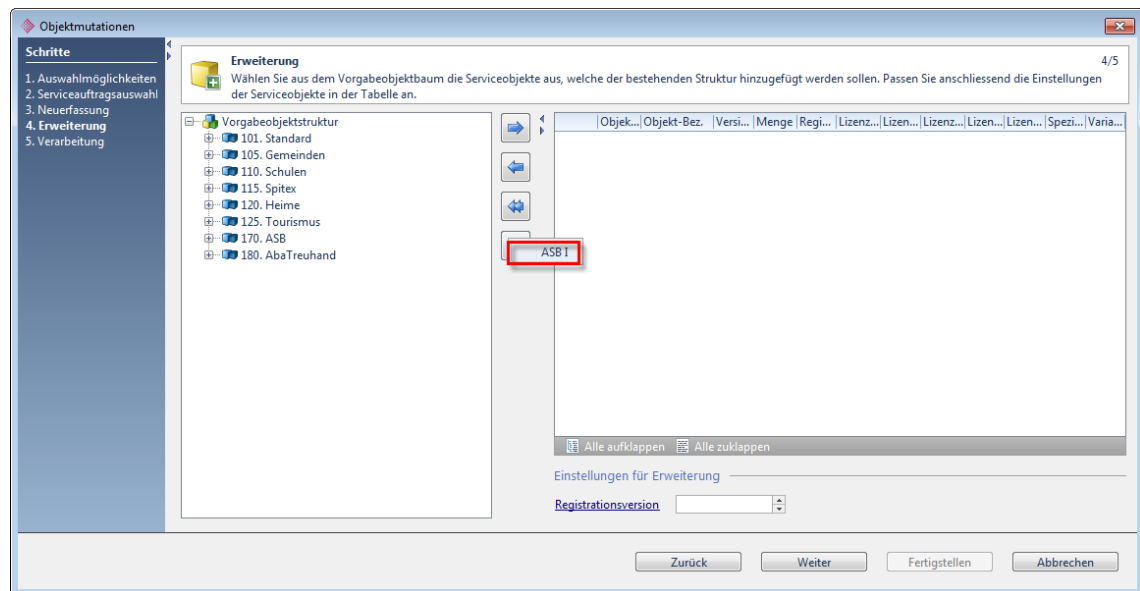 Objektmutationen
Schritte
1. Auswahlmöglichkeiten
2. Serviceauftragsauswahl
3. Neuerfassung
4. Erweiterung
5. Verarbeitung
Erweiterung
4/5
Wählen Sie aus dem Vorgabeobjektbaum die Serviceobjekte aus, welche der bestehenden Struktur hinzugefügt werden sollen. Passen Sie anschliessend die Einstellungen
der Serviceobjekte in der Tabelle an.
Vorgabeobjektstruktur
101. Standard
105. Gemeinden
110. Schulen
115. Spitex
120. Heime
125. Tourismus
170. ASB
180. AbaTreuhand
ASB I
Objek... Objekt-Bez. Versi... Menge Regi... Lizenz... Lizen... Lizenz... Lizen... Lizen... Spezi... Varia...
Alle aufklappen Alle zuklappen
Einstellungen für Erweiterung
Registrationsversion
Zurück Weiter Fertigstellen Abbrechen